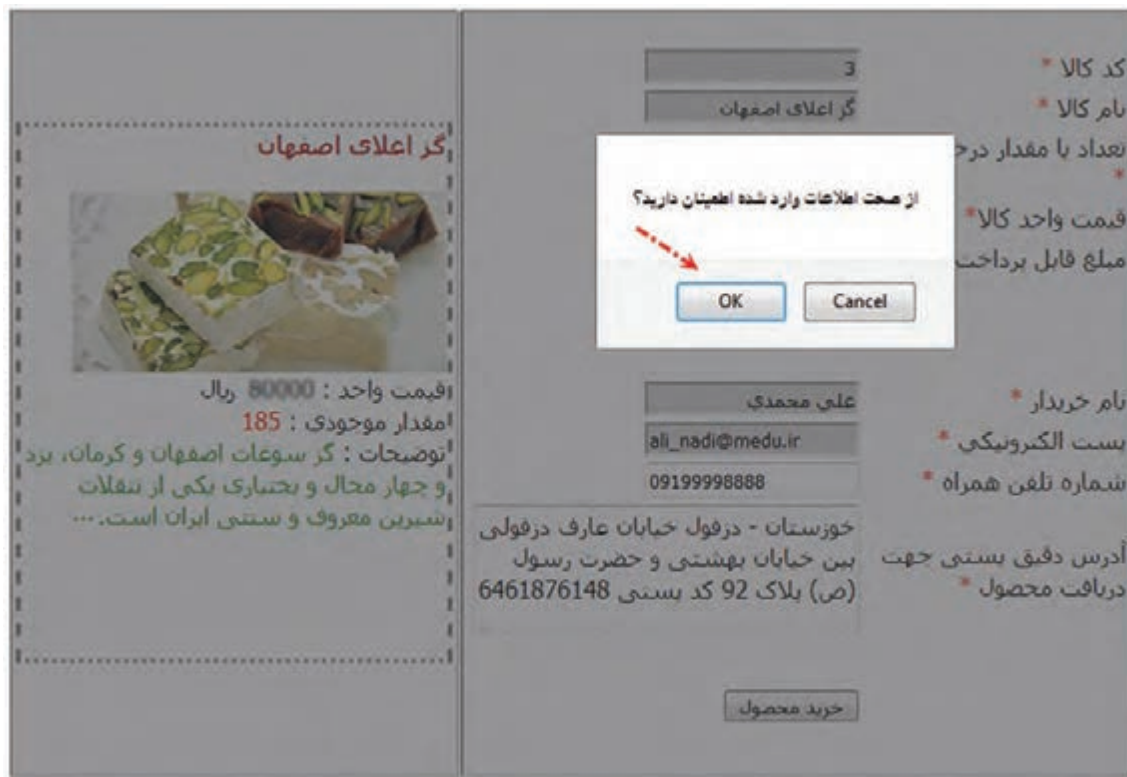 کد کالا *
3
نام کالا *
گز اعلای اصفهان
تعداد یا مقدار درخ
*
قیمت واحد کالا*
مبلغ قابل پرداخت
از صحت اطلاعات وارد شده اطمینان دارید؟
OK
Cancel
نام خریدار *
علی محمدی
پست الکترونیکی *
ali_nadi@medu.ir
شماره تلفن همراه *
09199998888
آدرس دقیق پستی جهت
دریافت محصول *
خوزستان - دزفول خیابان عارف دزفولی
بین خیابان بهشتی و حضرت رسول
(ص) پلاک 92 کد پستی 6461876148
خرید محصول
گز اعلای اصفهان
قیمت واحد : 80000 ریال
مقدار موجودی : 185
توضیحات : گز سوغات اصفهان و کرمان، یزد
و چهار محال و بختیاری یکی از تنقلات
شیرین معروف و سنتی ایران است. ...